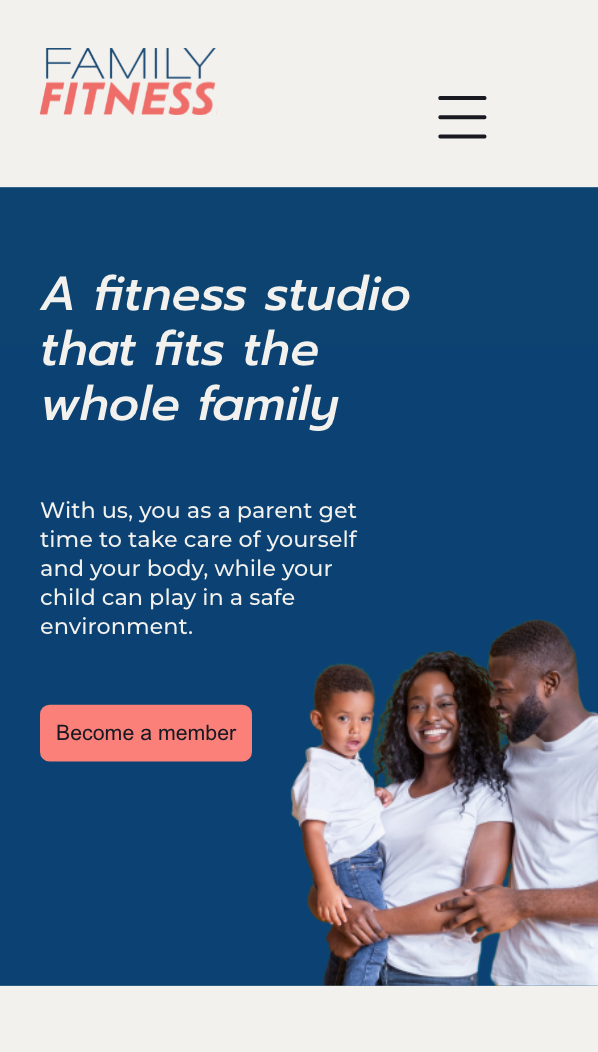 FAMILY
FITNESS
A fitness studio
that fits the
whole family
With us, you as a parent get
time to take care of yourself
and your body, while your
child can play in a safe
environment.
Become a member